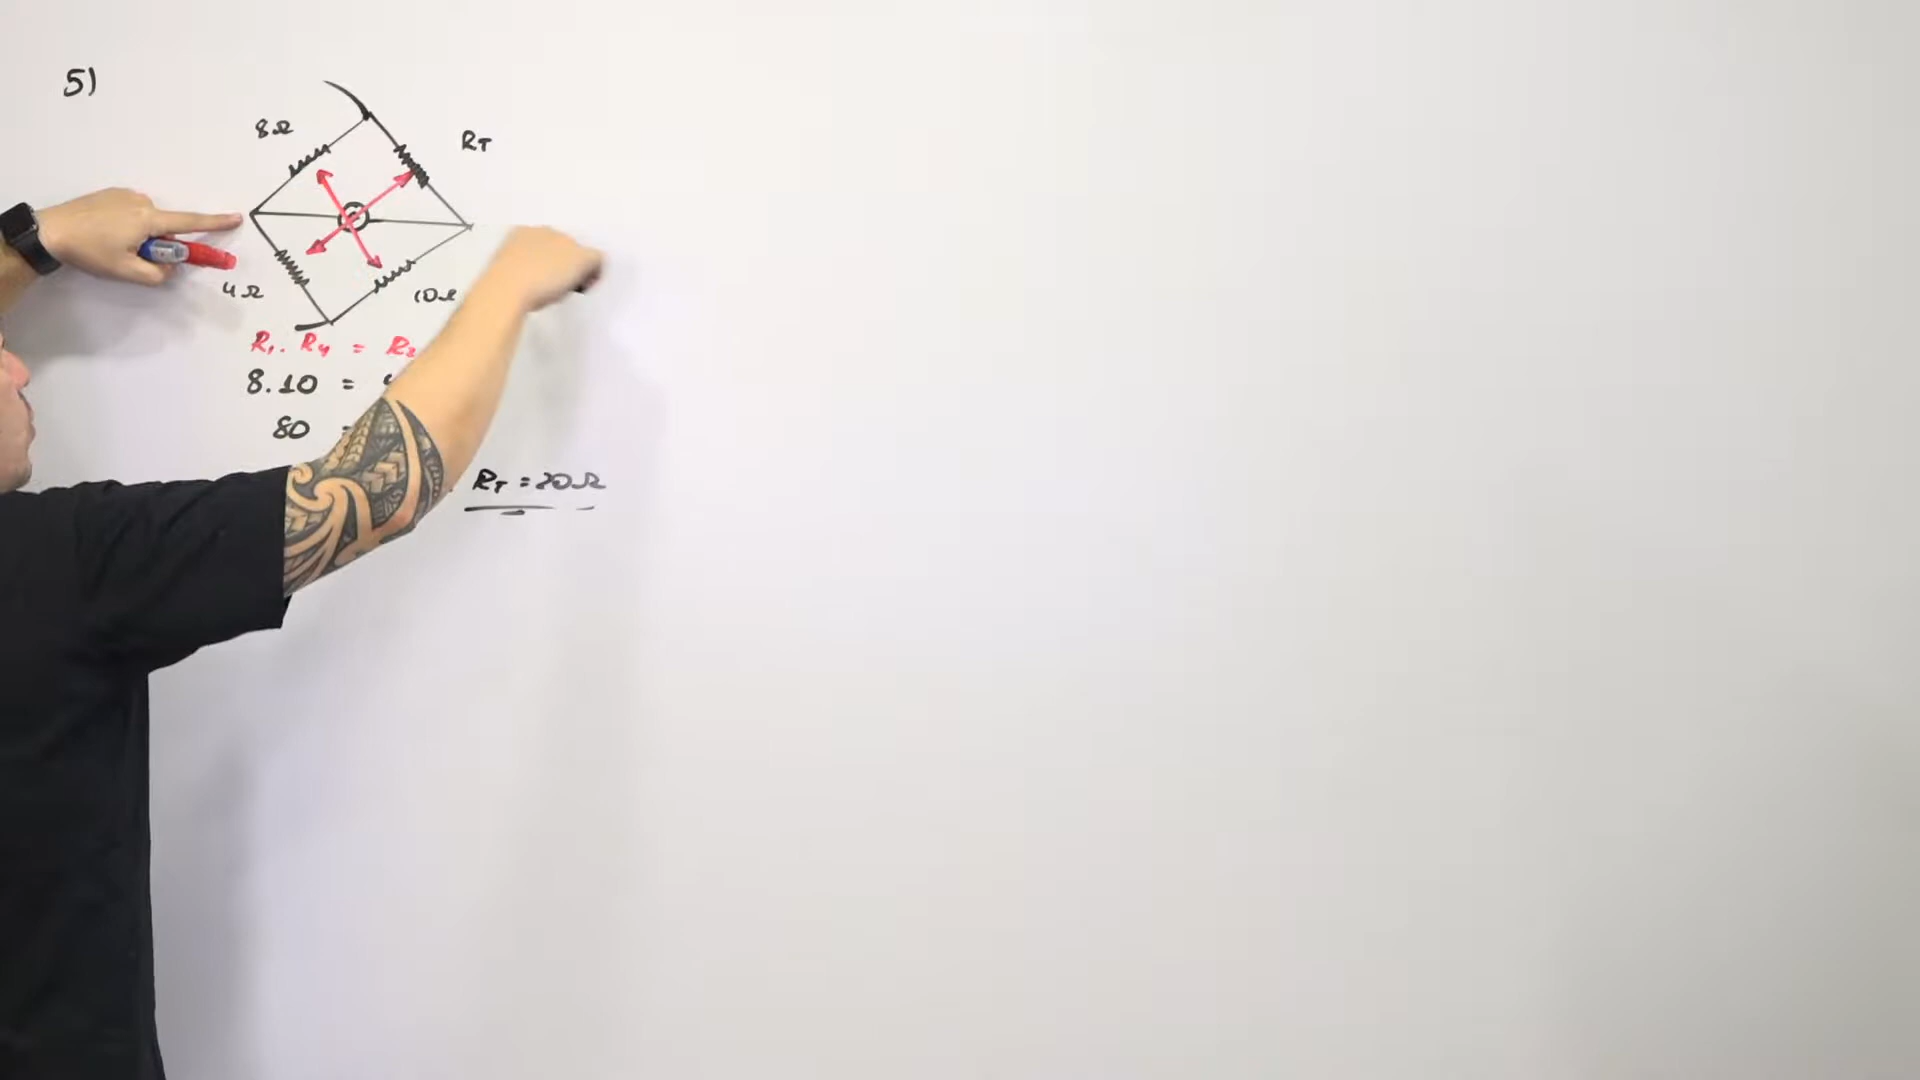 5)
8Ω
RT
4Ω
10Ω
R₁. R₄ = R₂
8.10 =
80 =
RT = 20Ω